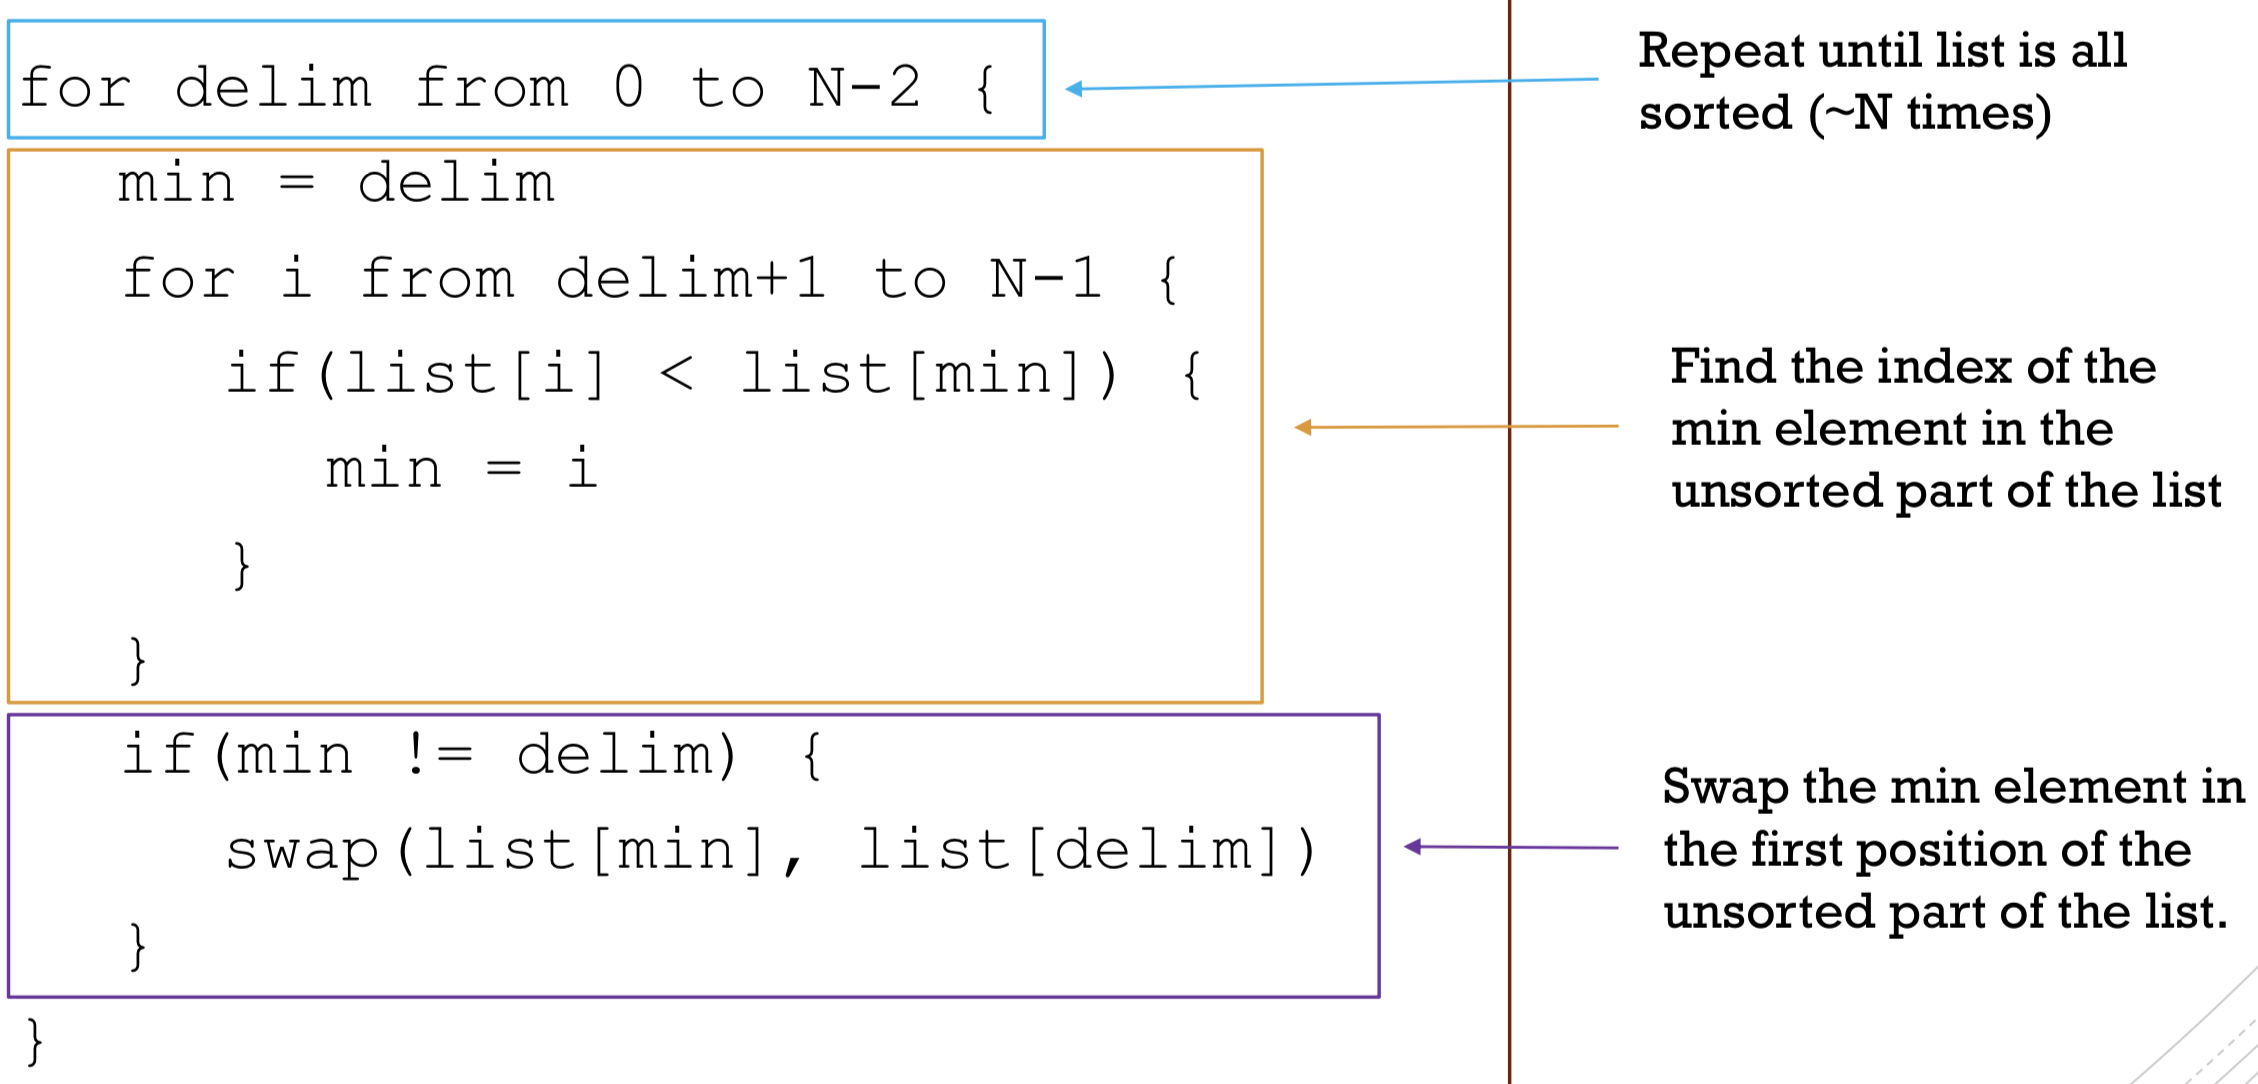 for delim from 0 to N-2 {
min = delim
for i from delim+1 to N-1 {
if(list[i] < list[min]) {
min = i
}
}
if(min != delim) {
swap(list[min], list[delim])
}
}
Repeat until list is all
sorted (~N times)
Find the index of the
min element in the
unsorted part of the list
Swap the min element in
the first position of the
unsorted part of the list.